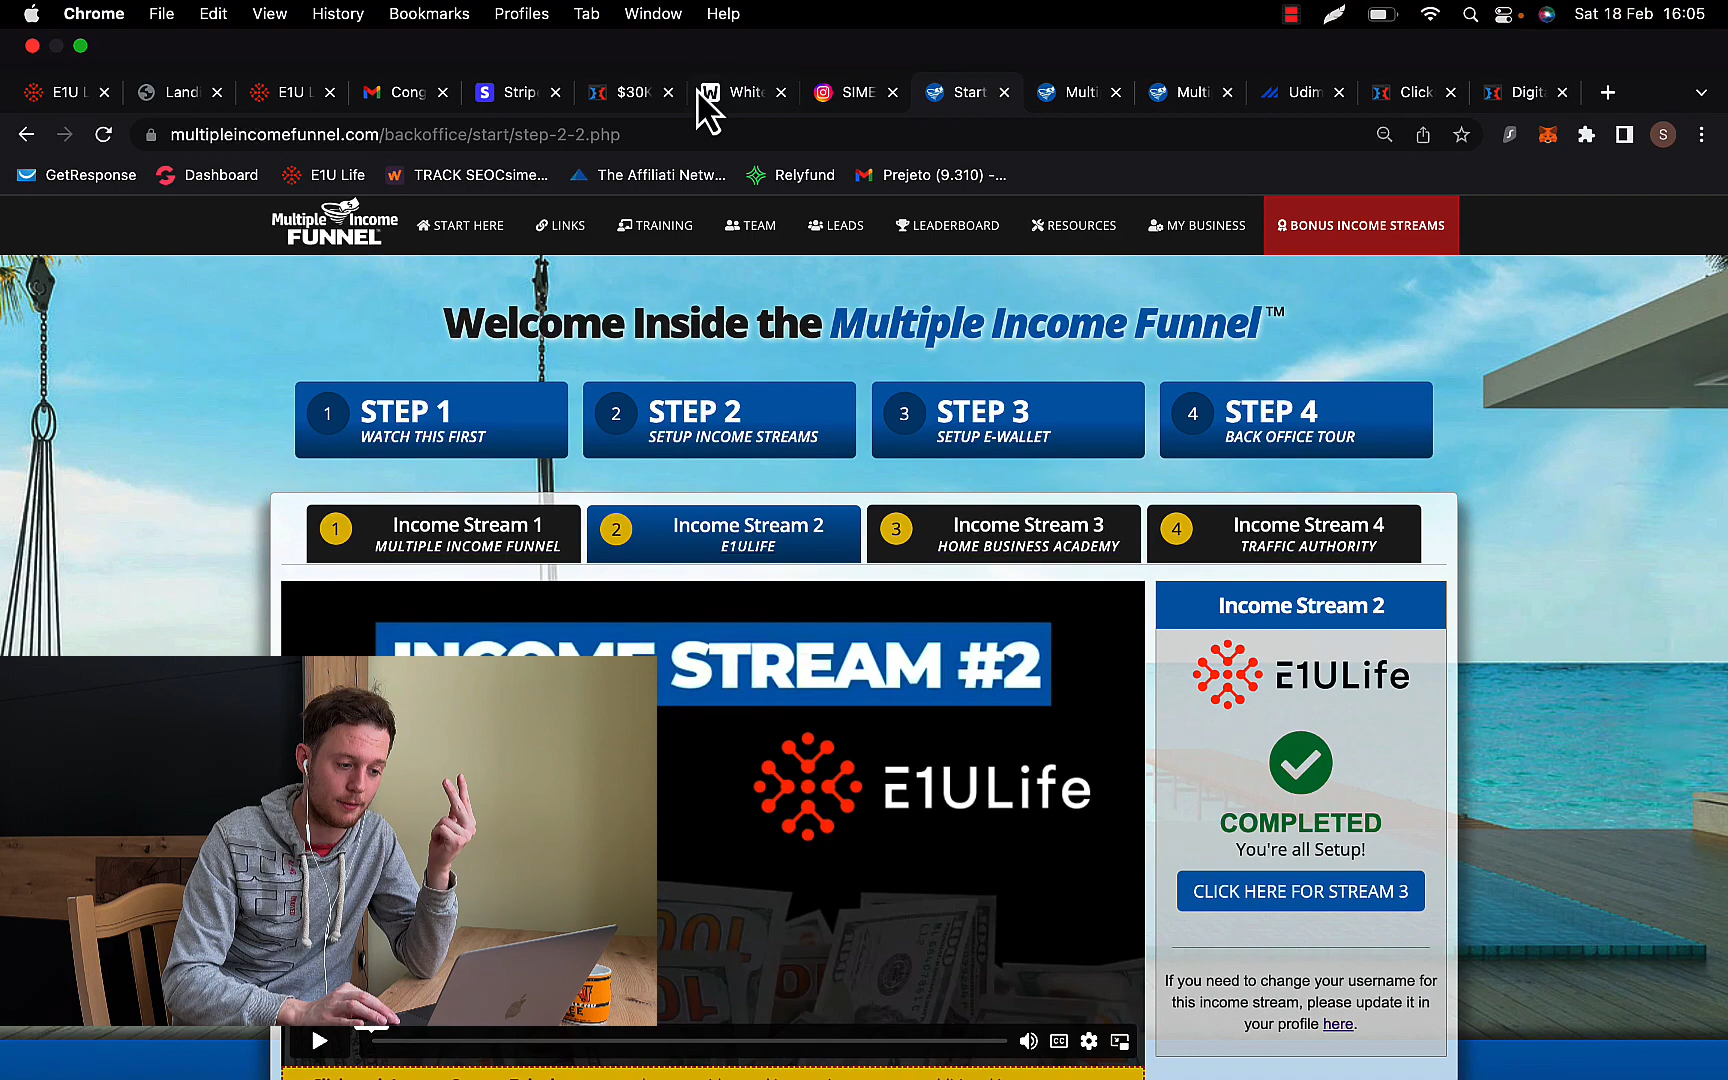 Chrome File Edit View History Bookmarks Profiles Tab Window Help Sat 18 Feb 16:05
E1U L Landi E1U L Cong Strip $30K White SIME Start Multi Multi Udim Click Digit
multipleincomefunnel.com/backoffice/start/step-2-2.php S
GetResponse Dashboard E1U Life TRACK SEOCsime... The Affiliati Netw... Relyfund Prejeto (9.310) -...
Multiple Income
FUNNEL
START HERE LINKS TRAINING TEAM LEADS LEADERBOARD RESOURCES MY BUSINESS BONUS INCOME STREAMS
Welcome Inside the Multiple Income Funnel™
1 STEP 1
WATCH THIS FIRST
2 STEP 2
SETUP INCOME STREAMS
3 STEP 3
SETUP E-WALLET
4 STEP 4
BACK OFFICE TOUR
1 Income Stream 1
MULTIPLE INCOME FUNNEL
2 Income Stream 2
E1ULIFE
3 Income Stream 3
HOME BUSINESS ACADEMY
4 Income Stream 4
TRAFFIC AUTHORITY
INCOME STREAM #2
E1ULife
CC
Income Stream 2
E1ULife
COMPLETED
You're all Setup!
CLICK HERE FOR STREAM 3
If you need to change your username for
this income stream, please update it in
your profile here.